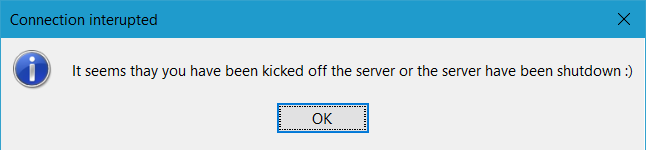 Connection interupted
It seems thay you have been kicked off the server or the server have been shutdown :)
OK